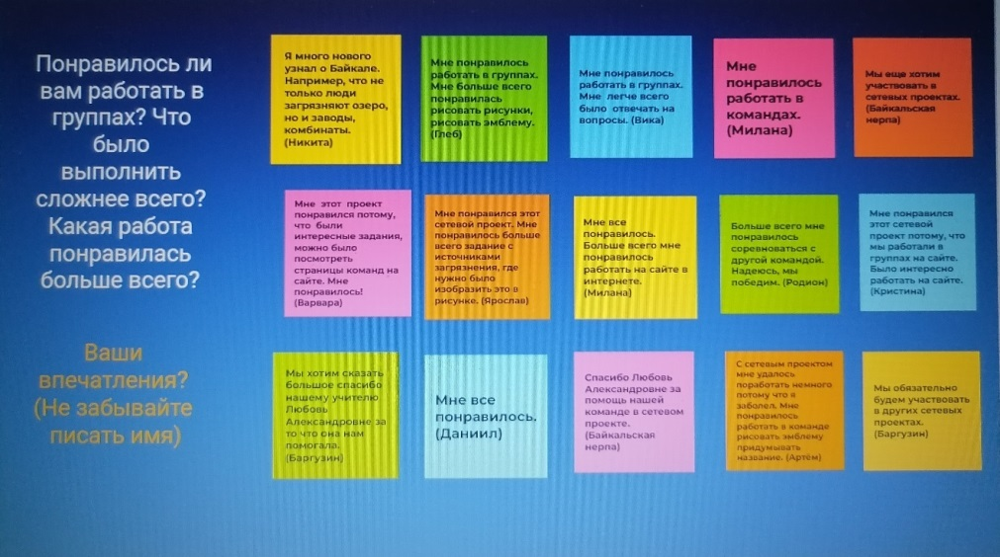 Понравилось ли
вам работать в
группах? Что
было
выполнить
сложнее всего?
Какая работа
понравилась
больше всего?
Ваши
впечатления?
(Не забывайте
писать имя)
Я много нового
узнал о Байкале.
Например, что не
только люди
загрязняют озеро,
но и заводы,
комбинаты.
(Никита)
Мне понравилось
работать в группах.
Мне больше всего
понравилась
рисовать рисунки,
рисовать эмблему.
(Глеб)
Мне понравилось
работать в группах.
Мне легче всего
было отвечать на
вопросы. (Вика)
Мне
понравилось
работать в
командах.
(Милана)
Мы еще хотим
участвовать в
сетевых проектах.
(Байкальская
нерпа)
Мне этот проект
понравился потому,
что были
интересные задания,
можно было
посмотреть
страницы команд на
сайте. Мне
понравилось!
(Варвара)
Мне понравился этот
сетевой проект. Мне
понравилось больше
всего задание с
источниками
загрязнения, где
нужно было
изобразить это в
рисунке. (Ярослав)
Мне все
понравилось.
Больше всего мне
понравилось
работать на сайте в
интернете.
(Милана)
Больше всего мне
понравилось
соревноваться с
другой командой.
Надеюсь, мы
победим. (Родион)
Мне понравился
этот сетевой
проект потому, что
мы работали в
группах на сайте.
Было интересно
работать на сайте.
(Кристина)
Мы хотим сказать
большое спасибо
нашему учителю
Любовь
Александровне за
то что она нам
помогала.
(Баргузин)
Мне все
понравилось.
(Даниил)
Спасибо Любовь
Александровне за
помощь нашей
команде в сетевом
проекте.
(Байкальская
нерпа)
С сетевым проектом
мне удалось
поработать немного
потому что я
заболел. Мне
понравилось
работать в команде
рисовать эмблему
придумывать
название. (Артём)
Мы обязательно
будем участвовать
в других сетевых
проектах.
(Баргузин)